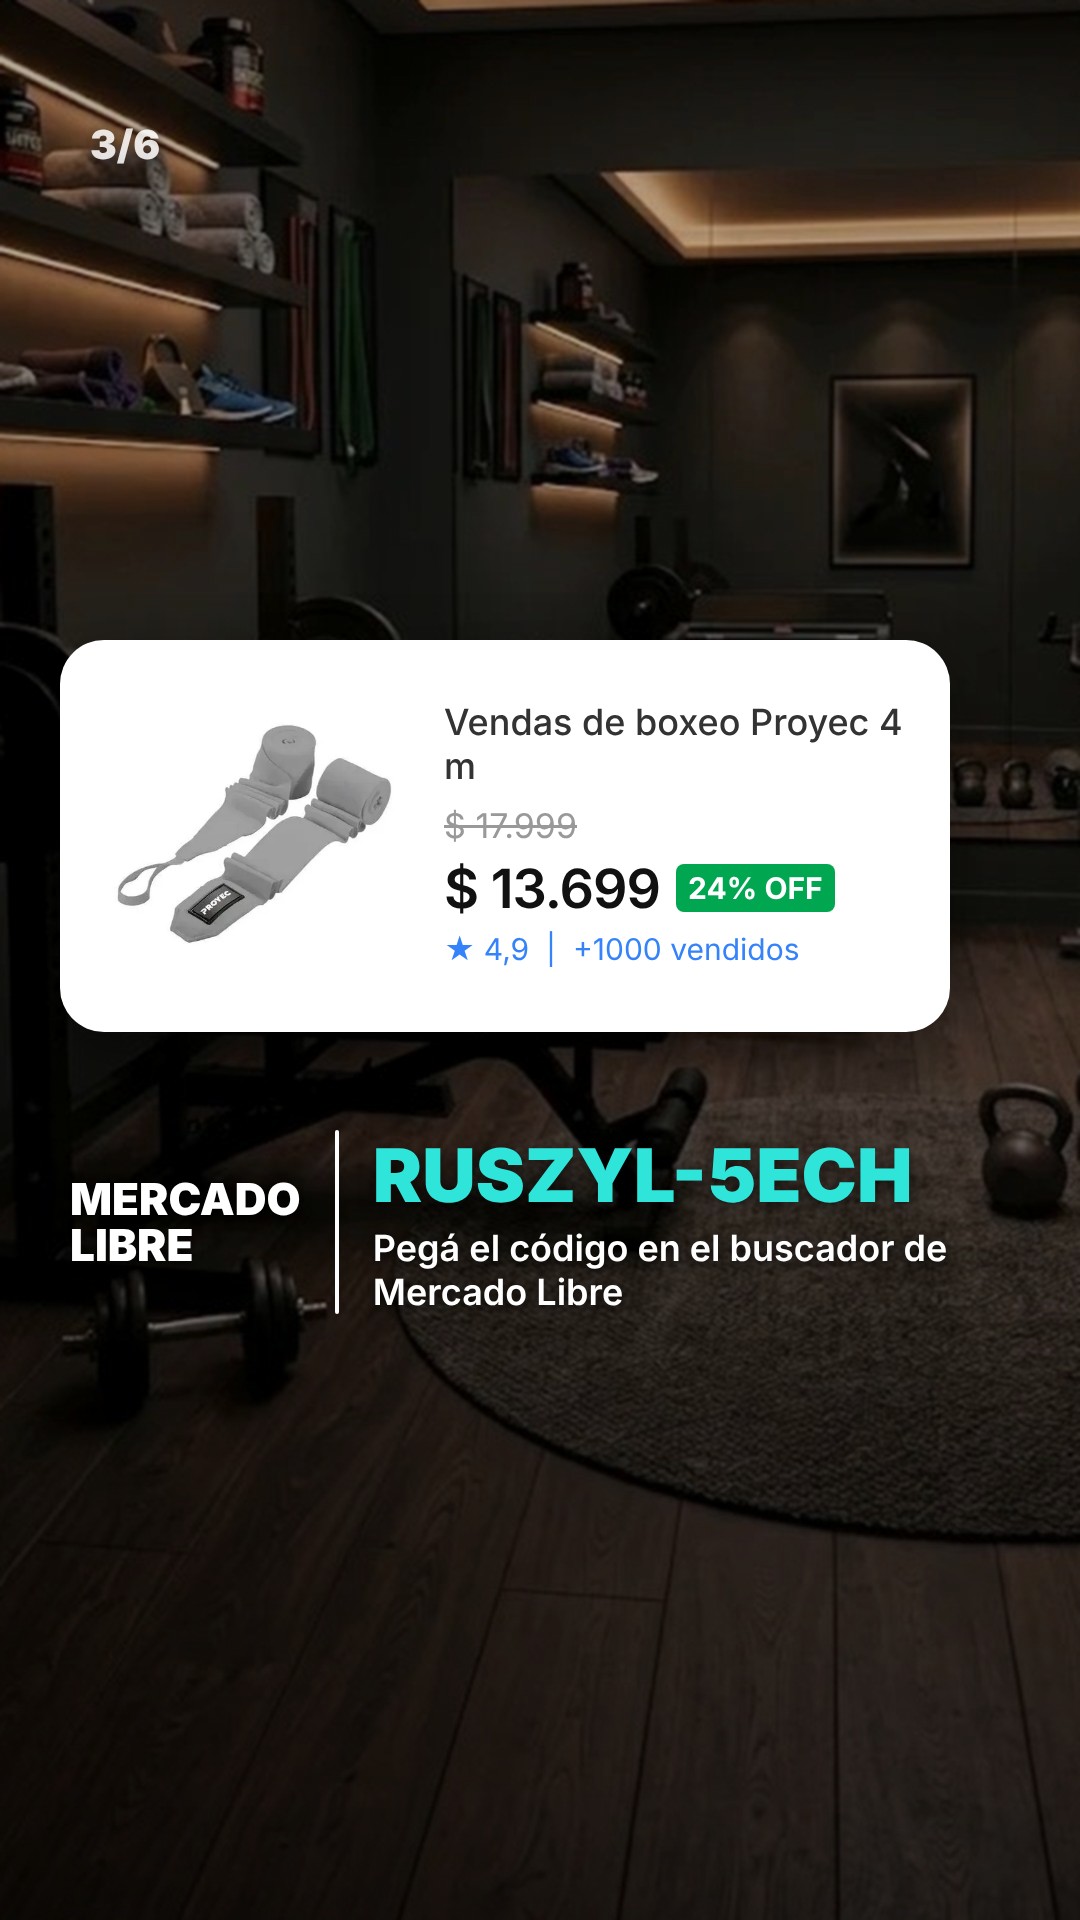 3/6
Vendas de boxeo Proyec 4
m
$ 17.999
$ 13.699 24% OFF
★ 4,9 | +1000 vendidos
PROYEC
MERCADO
LIBRE
RUSZYL-5ECH
Pegá el código en el buscador de
Mercado Libre